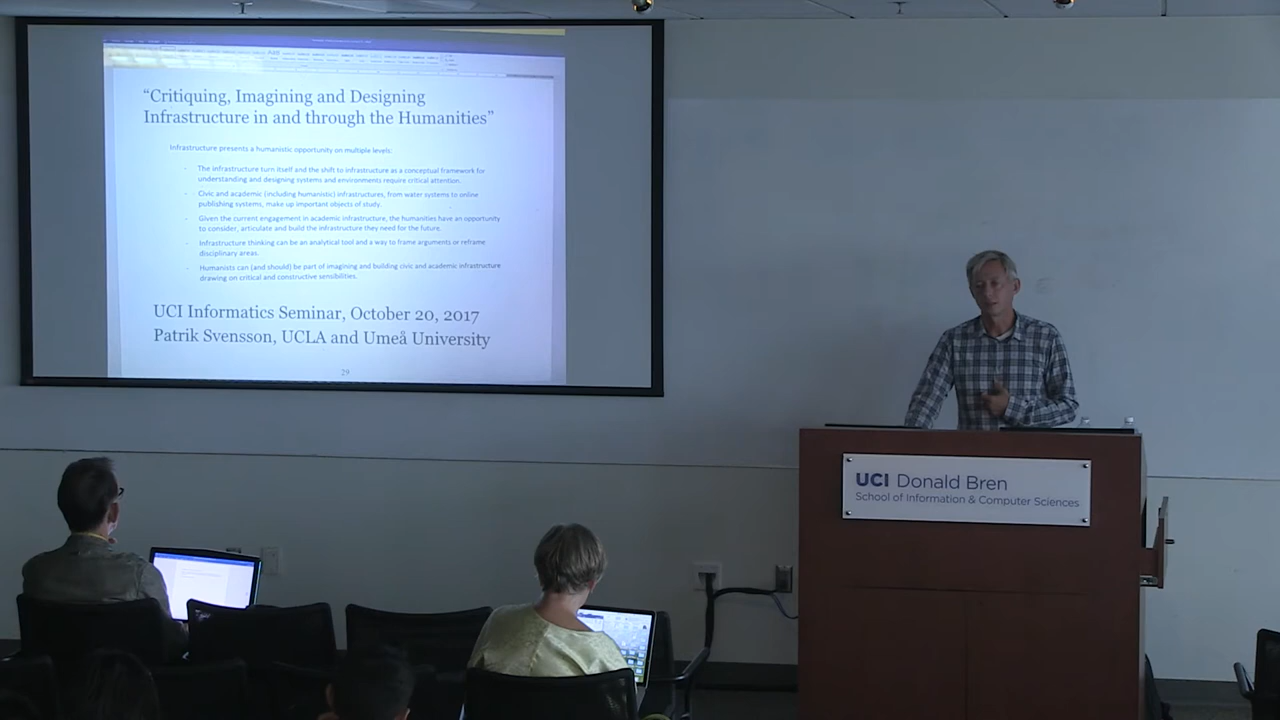 “Critiquing, Imagining and Designing
Infrastructure in and through the Humanities”
Infrastructure presents a humanistic opportunity on multiple levels:
- The infrastructure turn itself and the shift to infrastructure as a conceptual framework for
understanding and designing systems and environments require critical attention.
- Civic and academic (including humanistic) infrastructures, from water systems to online
publishing systems, make up important objects of study.
- Given the current engagement in academic infrastructure, the humanities have an opportunity
to consider, articulate and build the infrastructure they need for the future.
- Infrastructure thinking can be an analytical tool and a way to frame arguments or reframe
disciplinary areas.
- Humanists can (and should) be part of imagining and building civic and academic infrastructure
drawing on critical and constructive sensibilities.
UCI Informatics Seminar, October 20, 2017
Patrik Svensson, UCLA and Umeå University
29
UCI Donald Bren
School of Information & Computer Sciences